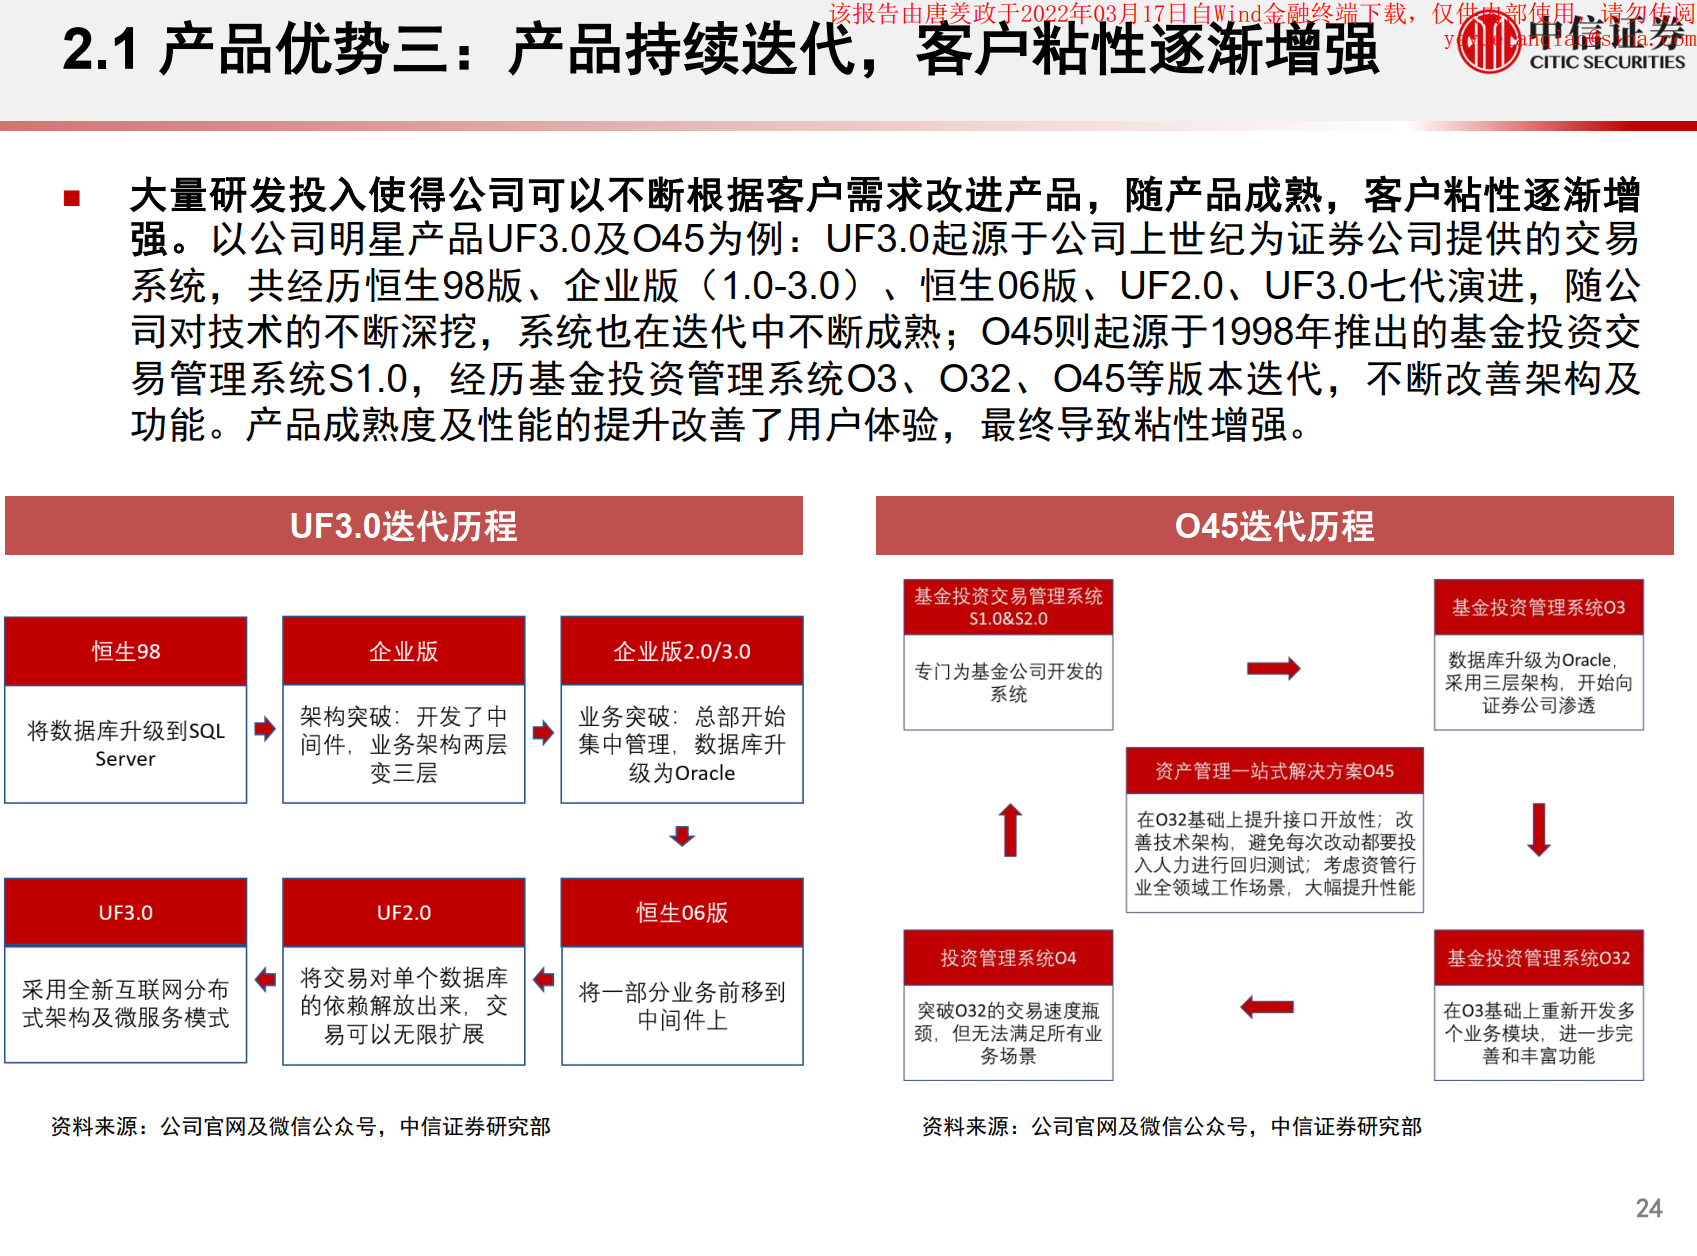 该报告由唐羑政于2022年03月17日自Wind金融终端下载，仅供内部使用，请勿传阅
2.1 产品优势三：产品持续迭代，客户粘性逐渐增强
中信证券
CITIC SECURITIES
大量研发投入使得公司可以不断根据客户需求改进产品，随产品成熟，客户粘性逐渐增
强。以公司明星产品UF3.0及O45为例：UF3.0起源于公司上世纪为证券公司提供的交易
系统，共经历恒生98版、企业版（1.0-3.0）、恒生06版、UF2.0、UF3.0七代演进，随公
司对技术的不断深挖，系统也在迭代中不断成熟；O45则起源于1998年推出的基金投资交
易管理系统S1.0，经历基金投资管理系统O3、O32、O45等版本迭代，不断改善架构及
功能。产品成熟度及性能的提升改善了用户体验，最终导致粘性增强。
UF3.0迭代历程
恒生98
将数据库升级到SQL
Server
企业版
架构突破：开发了中
间件，业务架构两层
变三层
企业版2.0/3.0
业务突破：总部开始
集中管理，数据库升
级为Oracle
UF3.0
采用全新互联网分布
式架构及微服务模式
UF2.0
将交易对单个数据库
的依赖解放出来，交
易可以无限扩展
恒生06版
将一部分业务前移到
中间件上
资料来源：公司官网及微信公众号，中信证券研究部
O45迭代历程
基金投资交易管理系统
S1.0&S2.0
专门为基金公司开发的
系统
基金投资管理系统O3
数据库升级为Oracle，
采用三层架构，开始向
证券公司渗透
资产管理一站式解决方案O45
在O32基础上提升接口开放性；改
善技术架构，避免每次改动都要投
入人力进行回归测试；考虑资管行
业全领域工作场景，大幅提升性能
投资管理系统O4
突破O32的交易速度瓶
颈，但无法满足所有业
务场景
基金投资管理系统O32
在O3基础上重新开发多
个业务模块，进一步完
善和丰富功能
资料来源：公司官网及微信公众号，中信证券研究部
24